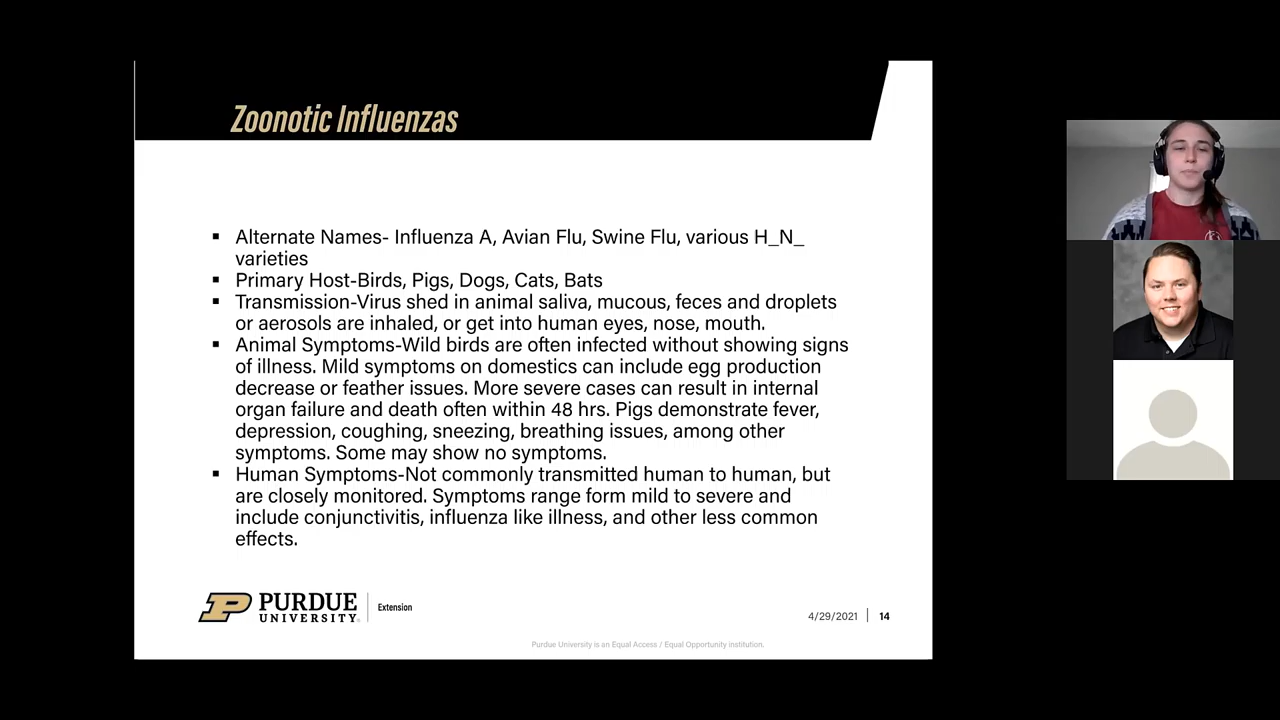 Zoonotic Influenzas
▪ Alternate Names- Influenza A, Avian Flu, Swine Flu, various H_N_
varieties
▪ Primary Host-Birds, Pigs, Dogs, Cats, Bats
▪ Transmission-Virus shed in animal saliva, mucous, feces and droplets
or aerosols are inhaled, or get into human eyes, nose, mouth.
▪ Animal Symptoms-Wild birds are often infected without showing signs
of illness. Mild symptoms on domestics can include egg production
decrease or feather issues. More severe cases can result in internal
organ failure and death often within 48 hrs. Pigs demonstrate fever,
depression, coughing, sneezing, breathing issues, among other
symptoms. Some may show no symptoms.
▪ Human Symptoms-Not commonly transmitted human to human, but
are closely monitored. Symptoms range form mild to severe and
include conjunctivitis, influenza like illness, and other less common
effects.
P PURDUE UNIVERSITY. Extension
4/29/2021 | 14
Purdue University is an Equal Access / Equal Opportunity institution.